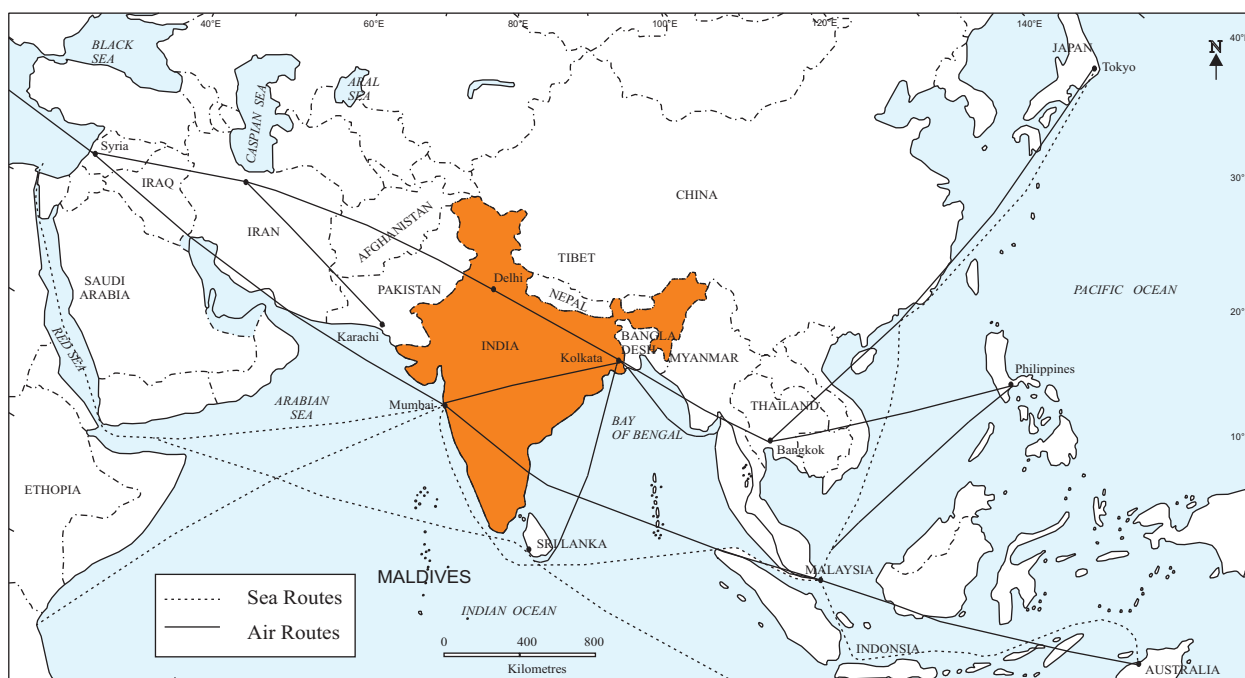 40°E
60°E
80°E
100°E
120°E
140°E
40°
30°
20°
10°
N
BLACK
SEA
ARAL
SEA
CASPIAN SEA
JAPAN
Tokyo
Syria
IRAQ
IRAN
AFGHANISTAN
CHINA
TIBET
SAUDI
ARABIA
PAKISTAN
Delhi
NEPAL
PACIFIC OCEAN
RED SEA
Karachi
INDIA
BANGLA
DESH
Kolkata
MYANMAR
Philippines
ARABIAN
SEA
Mumbai
BAY
OF BENGAL
THAILAND
Bangkok
ETHOPIA
SRI LANKA
MALDIVES
MALAYSIA
INDIAN OCEAN
INDONSIA
AUSTRALIA
Sea Routes
Air Routes
0 400 800
Kilometres